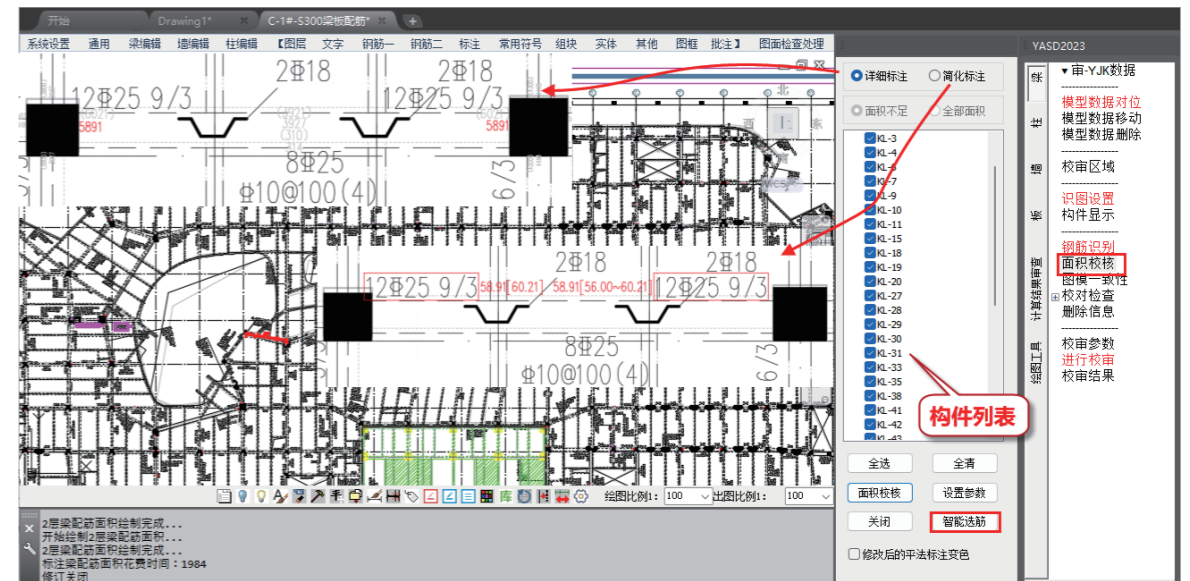 开始 Drawing1* C-1#-S300梁板配筋* +
系统设置 通用 梁编辑 墙编辑 柱编辑 【图层 文字 钢筋一 钢筋二 标注 常用符号 组块 实体 其他 图框 批注】 图面检查处理
2Φ18 2Φ18
12Φ25 9/3 12Φ25 9/3
5891 5891
8Φ25
Φ10@100(4)
6/3
北
西 东
2Φ18 2Φ18
12Φ25 9/3 58.91[60.21] 58.91[56.00~60.21] 12Φ25 9/3
8Φ25
Φ10@100(4)
6/3
绘图比例1: 100 出图比例1: 100
2层梁配筋面积绘制完成...
开始绘制2层梁配筋面积...
2层梁配筋面积绘制完成...
标注梁配筋面积花费时间：1984
修订关闭
详细标注 简化标注
面积不足 全部面积
KL-3
KL-4
KL-7
KL-9
KL-10
KL-11
KL-15
KL-18
KL-19
KL-20
KL-27
KL-28
KL-29
KL-30
KL-31
KL-33
KL-35
KL-38
KL-41
KL-42
KL-43
构件列表
全选 全清
面积校核 设置参数
关闭 智能选筋
修改后的平法标注变色
YASD2023
梁
柱
墙
板
计算结果审查
绘图工具
▾审-YJK数据
模型数据对位
模型数据移动
模型数据删除
校审区域
识图设置
构件显示
钢筋识别
面积校核
图模一致性
校对检查
删除信息
校审参数
进行校审
校审结果